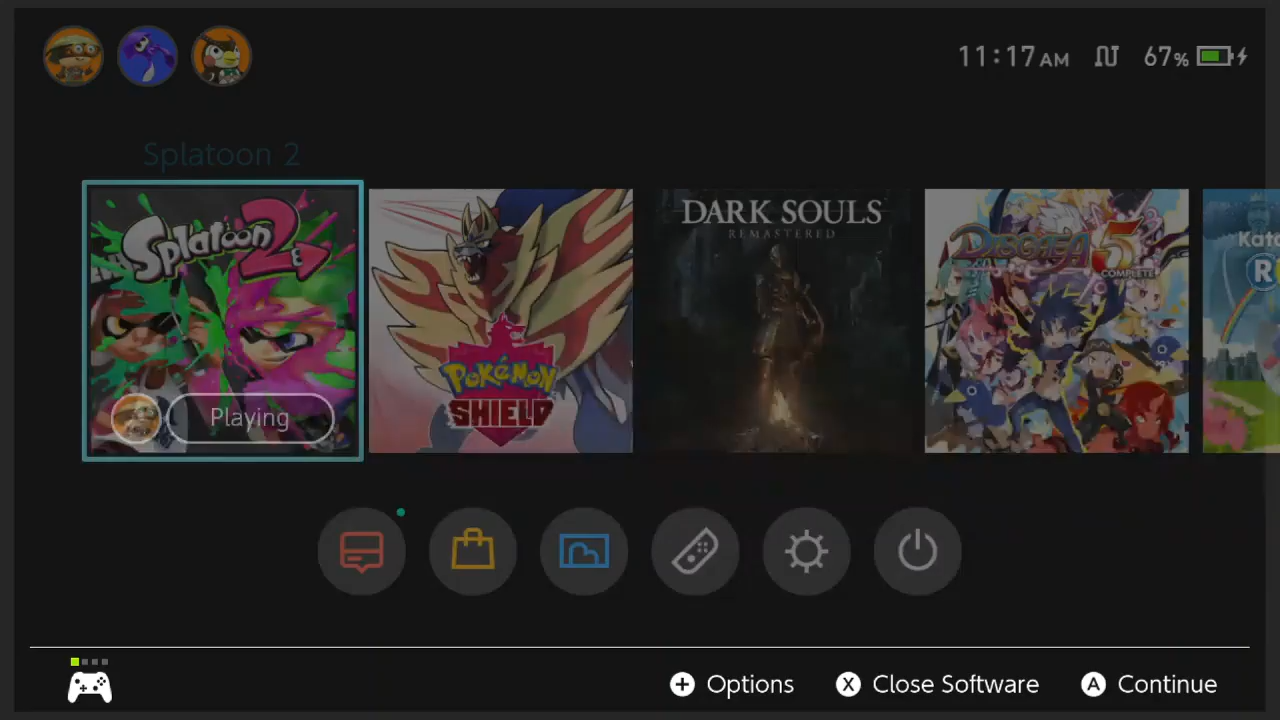 11:17 AM 67%
Splatoon 2
Splatoon 2
Playing
POKéMON
SHIELD
DARK SOULS
REMASTERED
DISGAEA 5
COMPLETE
Kata
R
+ Options X Close Software A Continue